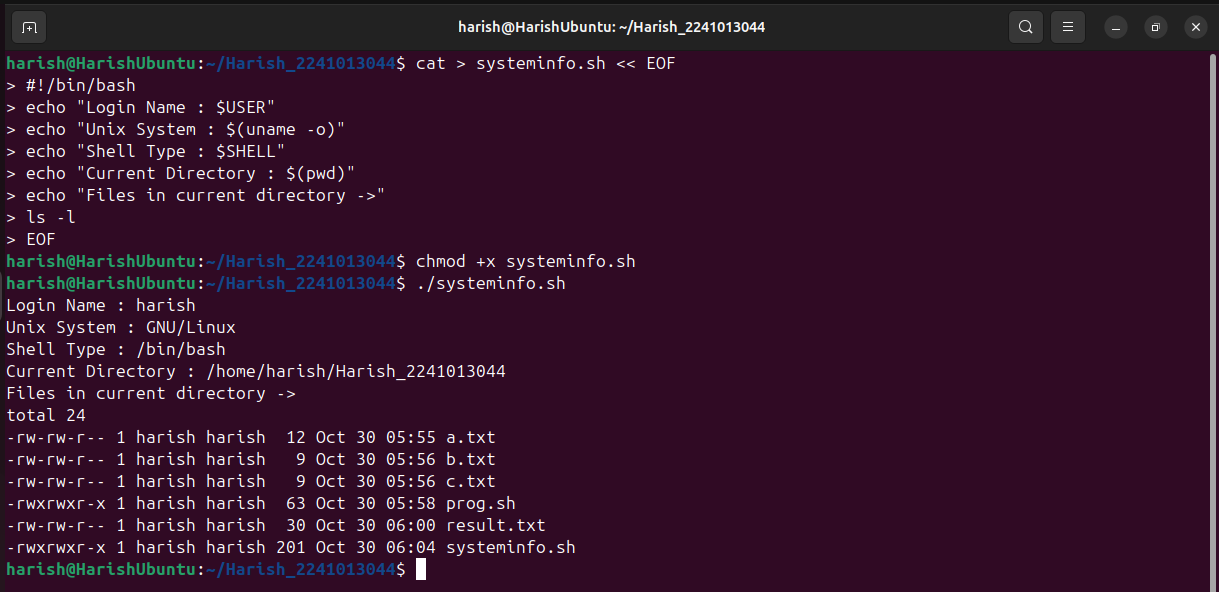 harish@HarishUbuntu: ~/Harish_2241013044
harish@HarishUbuntu:~/Harish_2241013044$ cat > systeminfo.sh << EOF
> #!/bin/bash
> echo "Login Name : $USER"
> echo "Unix System : $(uname -o)"
> echo "Shell Type : $SHELL"
> echo "Current Directory : $(pwd)"
> echo "Files in current directory ->"
> ls -l
> EOF
harish@HarishUbuntu:~/Harish_2241013044$ chmod +x systeminfo.sh
harish@HarishUbuntu:~/Harish_2241013044$ ./systeminfo.sh
Login Name : harish
Unix System : GNU/Linux
Shell Type : /bin/bash
Current Directory : /home/harish/Harish_2241013044
Files in current directory ->
total 24
-rw-rw-r-- 1 harish harish  12 Oct 30 05:55 a.txt
-rw-rw-r-- 1 harish harish   9 Oct 30 05:56 b.txt
-rw-rw-r-- 1 harish harish   9 Oct 30 05:56 c.txt
-rwxrwxr-x 1 harish harish  63 Oct 30 05:58 prog.sh
-rw-rw-r-- 1 harish harish  30 Oct 30 06:00 result.txt
-rwxrwxr-x 1 harish harish 201 Oct 30 06:04 systeminfo.sh
harish@HarishUbuntu:~/Harish_2241013044$